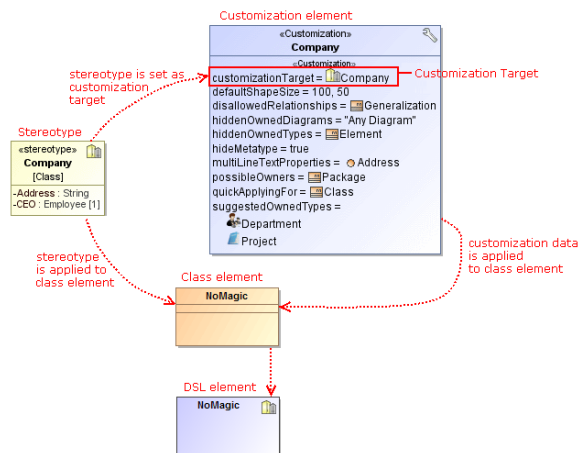 Customization element
«Customization»
Company
«Customization»
customizationTarget = Company
Customization Target
defaultShapeSize = 100, 50
disallowedRelationships = Generalization
hiddenOwnedDiagrams = "Any Diagram"
hiddenOwnedTypes = Element
hideMetatype = true
multiLineTextProperties = Address
possibleOwners = Package
quickApplyingFor = Class
suggestedOwnedTypes =
Department
Project
stereotype is set as
customization
target
Stereotype
«stereotype»
Company
[Class]
-Address : String
-CEO : Employee [1]
stereotype
is applied to
class element
customization data
is applied
to class element
Class element
NoMagic
DSL element
NoMagic